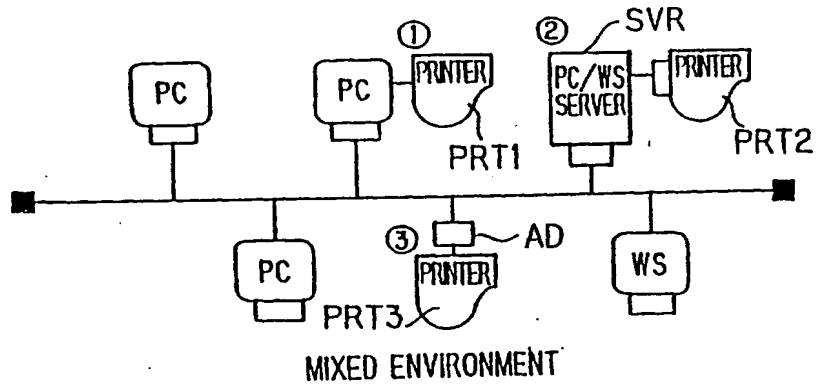 ① ② SVR
PC PC PRINTER PC/WS SERVER PRINTER
PRT1 PRT2
③ AD
PC PRINTER WS
PRT3
MIXED ENVIRONMENT